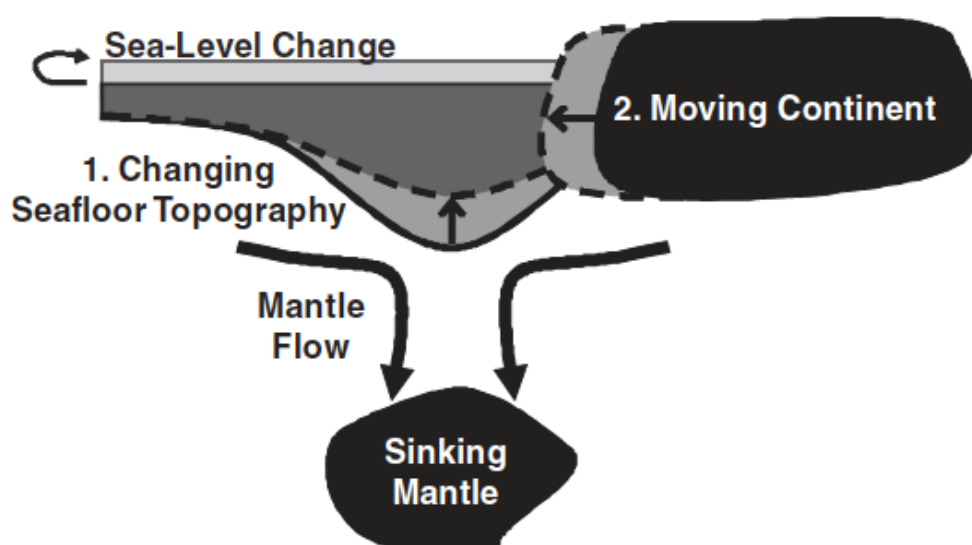 Sea-Level Change
2. Moving Continent
1. Changing
Seafloor Topography
Mantle
Flow
Sinking
Mantle